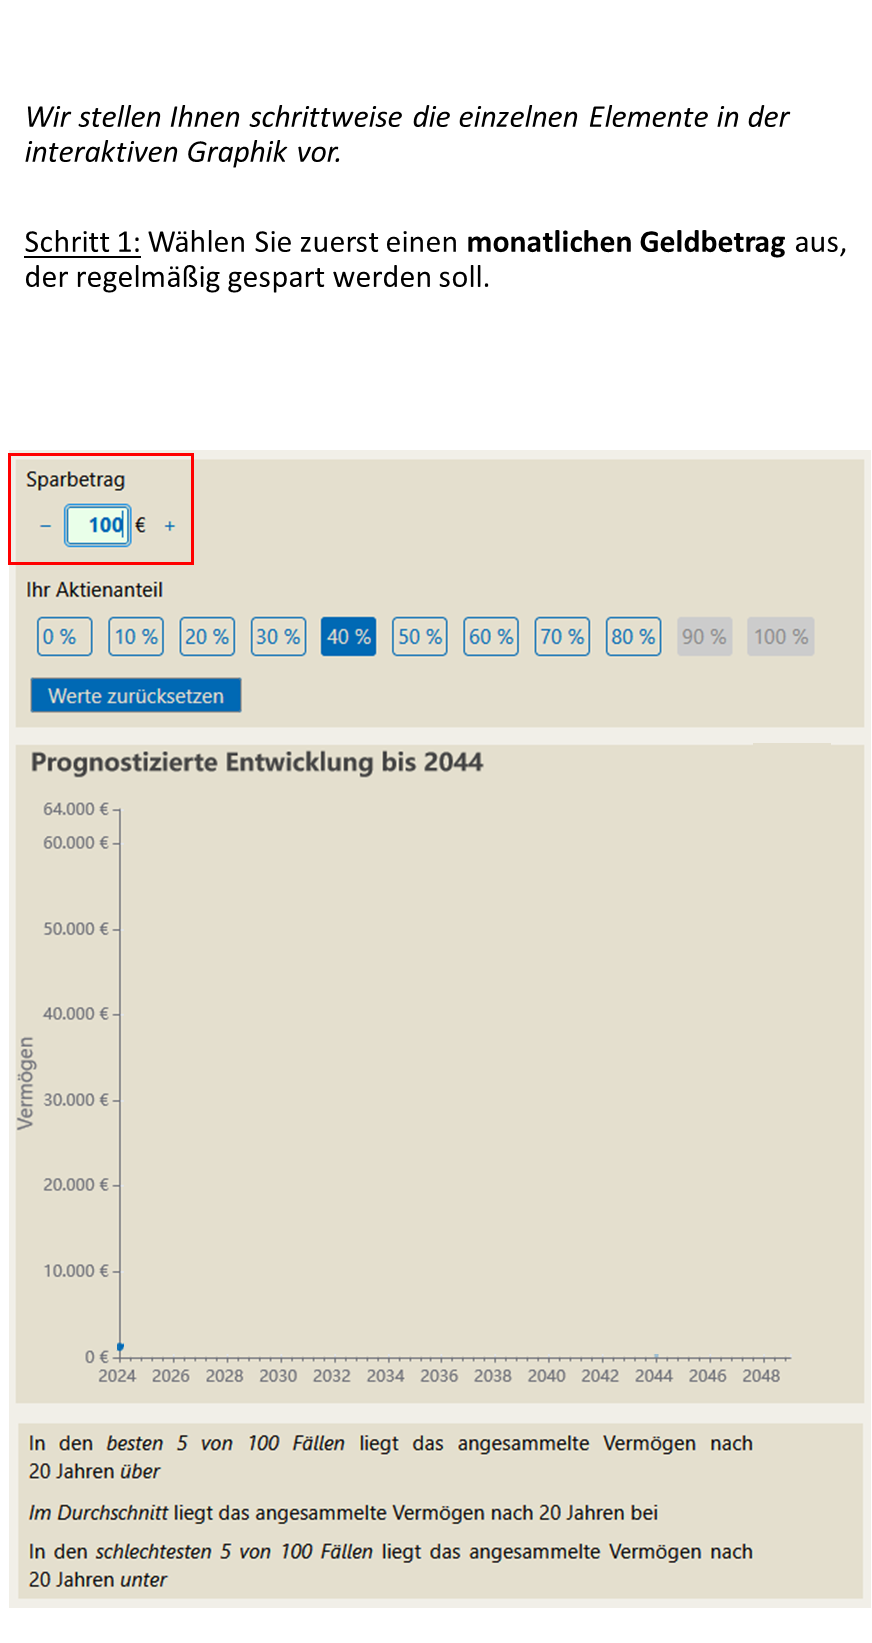 Wir stellen Ihnen schrittweise die einzelnen Elemente in der
interaktiven Graphik vor.
Schritt 1: Wählen Sie zuerst einen monatlichen Geldbetrag aus,
der regelmäßig gespart werden soll.
Sparbetrag
− 100 € +
Ihr Aktienanteil
0 % 10 % 20 % 30 % 40 % 50 % 60 % 70 % 80 % 90 % 100 %
Werte zurücksetzen
Prognostizierte Entwicklung bis 2044
64.000 €
60.000 €
50.000 €
40.000 €
Vermögen
30.000 €
20.000 €
10.000 €
0 €
2024 2026 2028 2030 2032 2034 2036 2038 2040 2042 2044 2046 2048
In den besten 5 von 100 Fällen liegt das angesammelte Vermögen nach
20 Jahren über
Im Durchschnitt liegt das angesammelte Vermögen nach 20 Jahren bei
In den schlechtesten 5 von 100 Fällen liegt das angesammelte Vermögen nach
20 Jahren unter